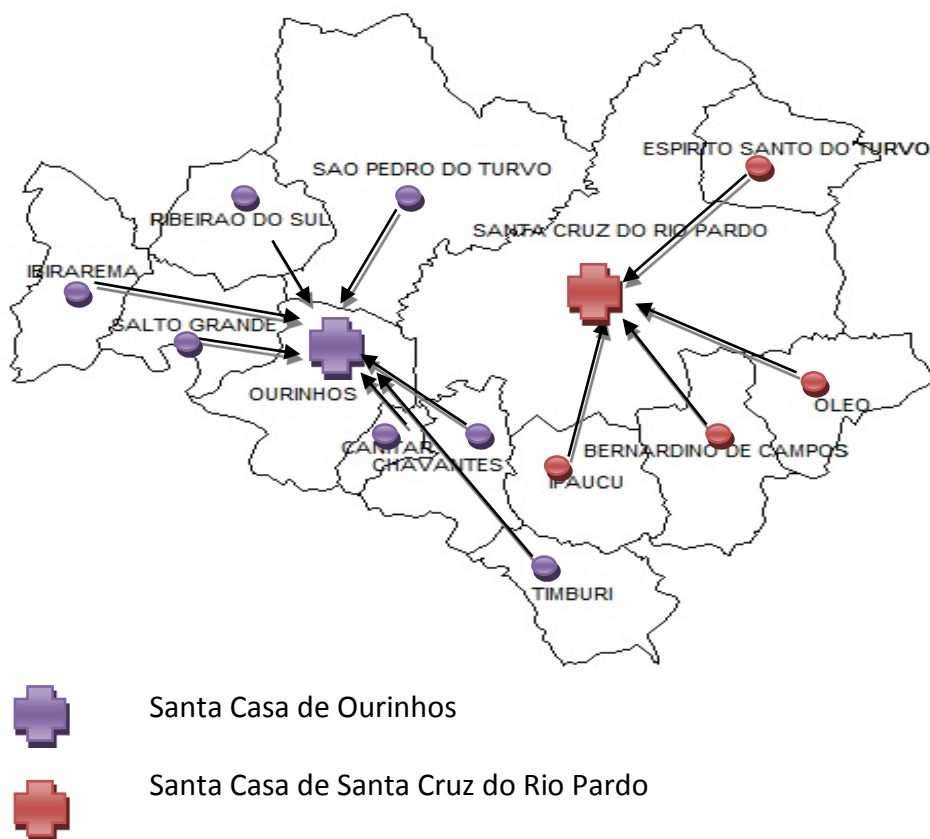 ESPIRITO SANTO DO TURVO
SAO PEDRO DO TURVO
RIBEIRAO DO SUL
SANTA CRUZ DO RIO PARDO
IBIRAREMA
SALTO GRANDE
OURINHOS
OLEO
CANITAR
CHAVANTES
BERNARDINO DE CAMPOS
IPAUCU
TIMBURI
Santa Casa de Ourinhos
Santa Casa de Santa Cruz do Rio Pardo